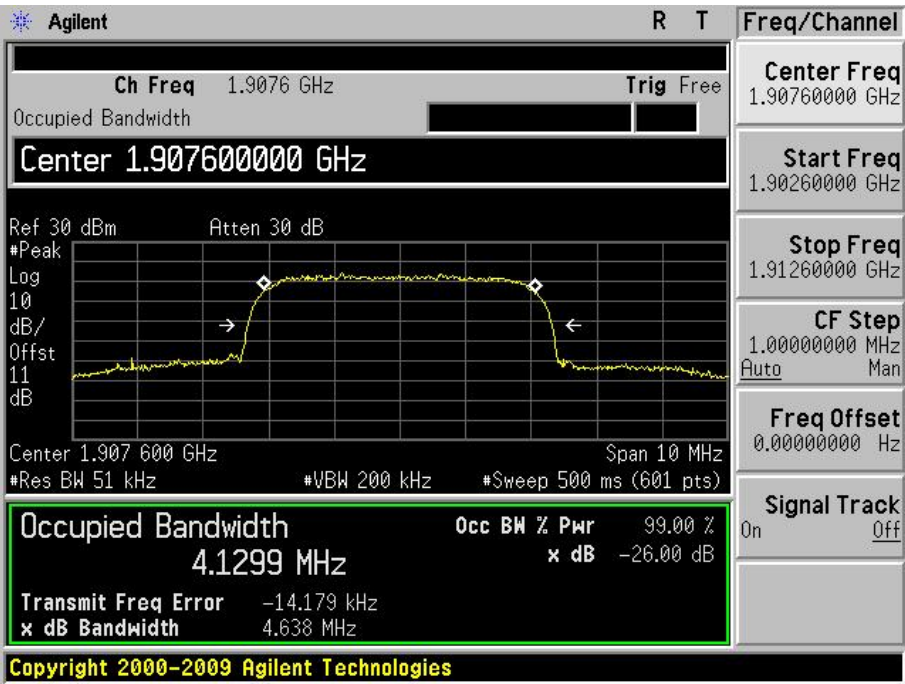 Agilent R T
Freq/Channel
Ch Freq 1.9076 GHz Trig Free
Occupied Bandwidth
Center 1.907600000 GHz
Ref 30 dBm Atten 30 dB
#Peak
Log
10
dB/
Offst
11
dB
Center 1.907 600 GHz Span 10 MHz
#Res BW 51 kHz #VBW 200 kHz #Sweep 500 ms (601 pts)
Occupied Bandwidth Occ BW % Pwr 99.00 %
4.1299 MHz x dB -26.00 dB
Transmit Freq Error -14.179 kHz
x dB Bandwidth 4.638 MHz
Center Freq
1.90760000 GHz
Start Freq
1.90260000 GHz
Stop Freq
1.91260000 GHz
CF Step
1.00000000 MHz
Auto Man
Freq Offset
0.00000000 Hz
Signal Track
On Off
Copyright 2000-2009 Agilent Technologies